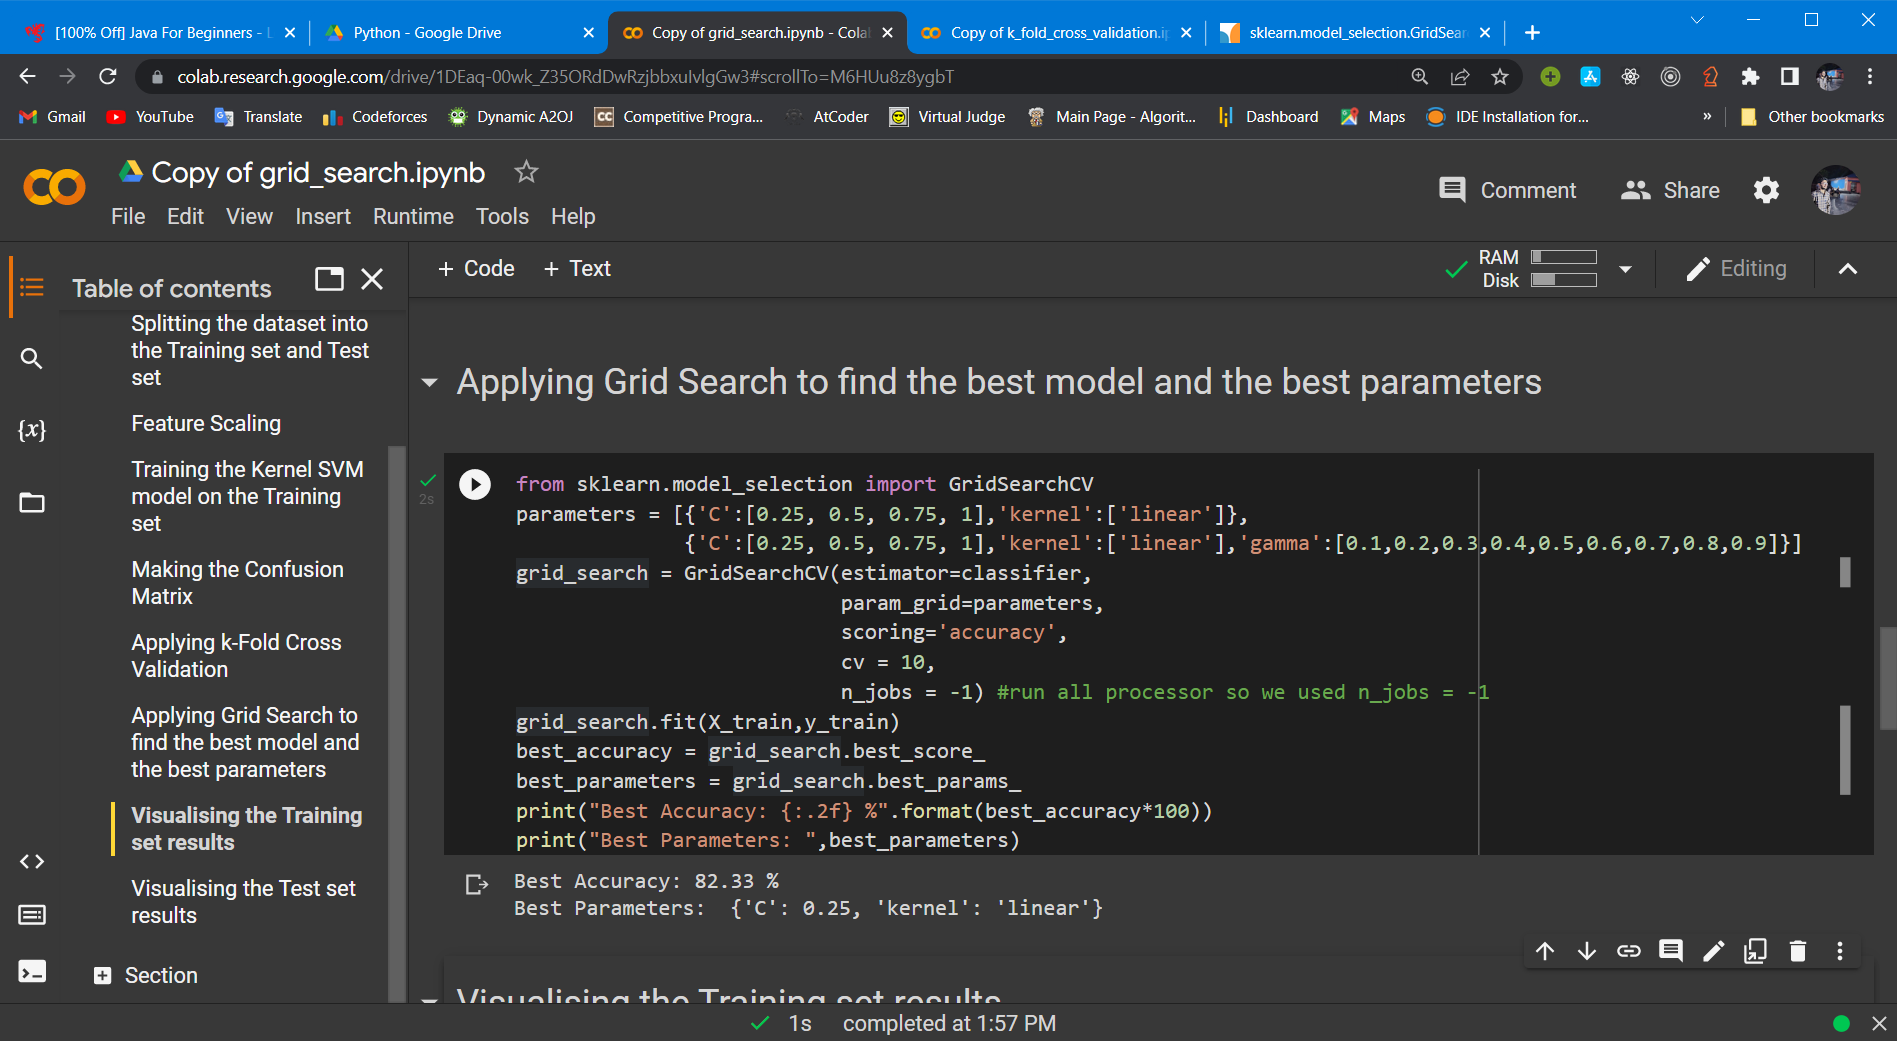 [100% Off] Java For Beginners -
Python - Google Drive
Copy of grid_search.ipynb - Cola
Copy of k_fold_cross_validation.ip
sklearn.model_selection.GridSear
colab.research.google.com/drive/1DEaq-00wk_Z35ORdDwRzjbbxuIvlgGw3#scrollTo=M6HUu8z8ygbT
Gmail
YouTube
Translate
Codeforces
Dynamic A2OJ
CC
Competitive Progra...
AtCoder
Virtual Judge
Main Page - Algorit...
Dashboard
Maps
IDE Installation for...
»
Other bookmarks
Copy of grid_search.ipynb
File Edit View Insert Runtime Tools Help
Comment
Share
+ Code + Text
RAM
Disk
Editing
Table of contents
Splitting the dataset into
the Training set and Test
set
Feature Scaling
Training the Kernel SVM
model on the Training
set
Making the Confusion
Matrix
Applying k-Fold Cross
Validation
Applying Grid Search to
find the best model and
the best parameters
Visualising the Training
set results
Visualising the Test set
results
Section
{x}
Applying Grid Search to find the best model and the best parameters
2s
from sklearn.model_selection import GridSearchCV
parameters = [{'C':[0.25, 0.5, 0.75, 1],'kernel':['linear']},
{'C':[0.25, 0.5, 0.75, 1],'kernel':['linear'],'gamma':[0.1,0.2,0.3,0.4,0.5,0.6,0.7,0.8,0.9]}]
grid_search = GridSearchCV(estimator=classifier,
param_grid=parameters,
scoring='accuracy',
cv = 10,
n_jobs = -1) #run all processor so we used n_jobs = -1
grid_search.fit(X_train,y_train)
best_accuracy = grid_search.best_score_
best_parameters = grid_search.best_params_
print("Best Accuracy: {:.2f} %".format(best_accuracy*100))
print("Best Parameters: ",best_parameters)
Best Accuracy: 82.33 %
Best Parameters:  {'C': 0.25, 'kernel': 'linear'}
Visualising the Training set results
1s completed at 1:57 PM